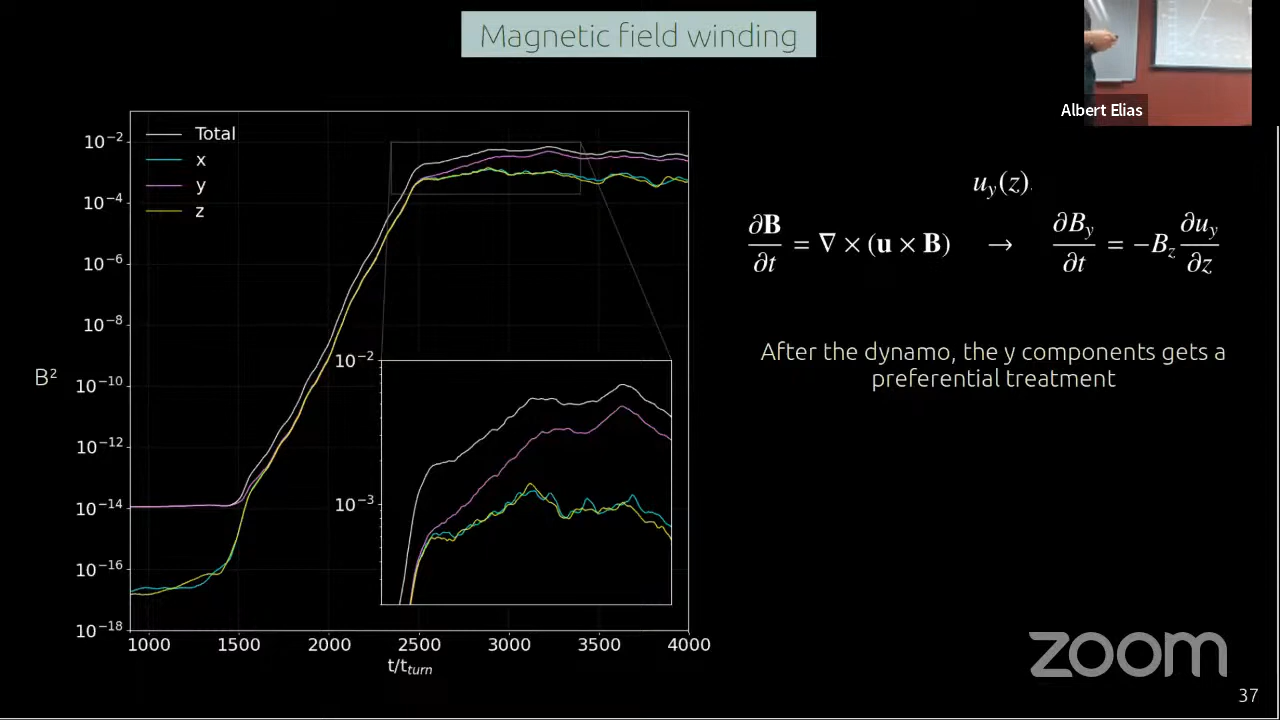 Magnetic field winding
Albert Elias
Total
x
y
z
10⁻²
10⁻⁴
10⁻⁶
10⁻⁸
10⁻¹⁰
10⁻¹²
10⁻¹⁴
10⁻¹⁶
10⁻¹⁸
B²
10⁻²
10⁻³
1000 1500 2000 2500 3000 3500 4000
t/t_turn
u_y(z).
∂B/∂t = ∇ × (u × B) → ∂B_y/∂t = −B_z ∂u_y/∂z
After the dynamo, the y components gets a
preferential treatment
zoom
37